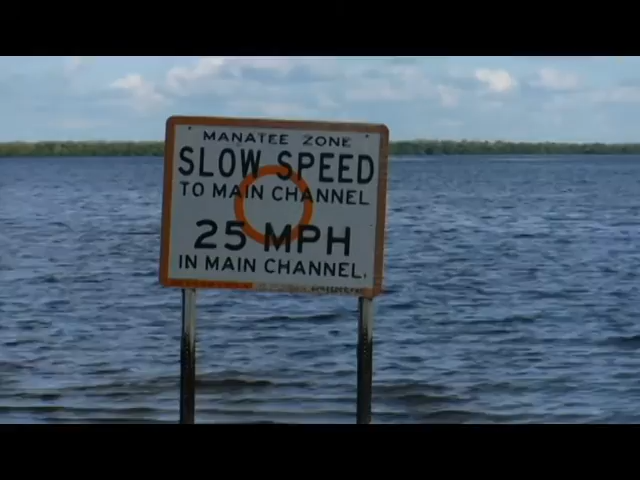 MANATEE ZONE
SLOW SPEED
TO MAIN CHANNEL
25 MPH
IN MAIN CHANNEL.